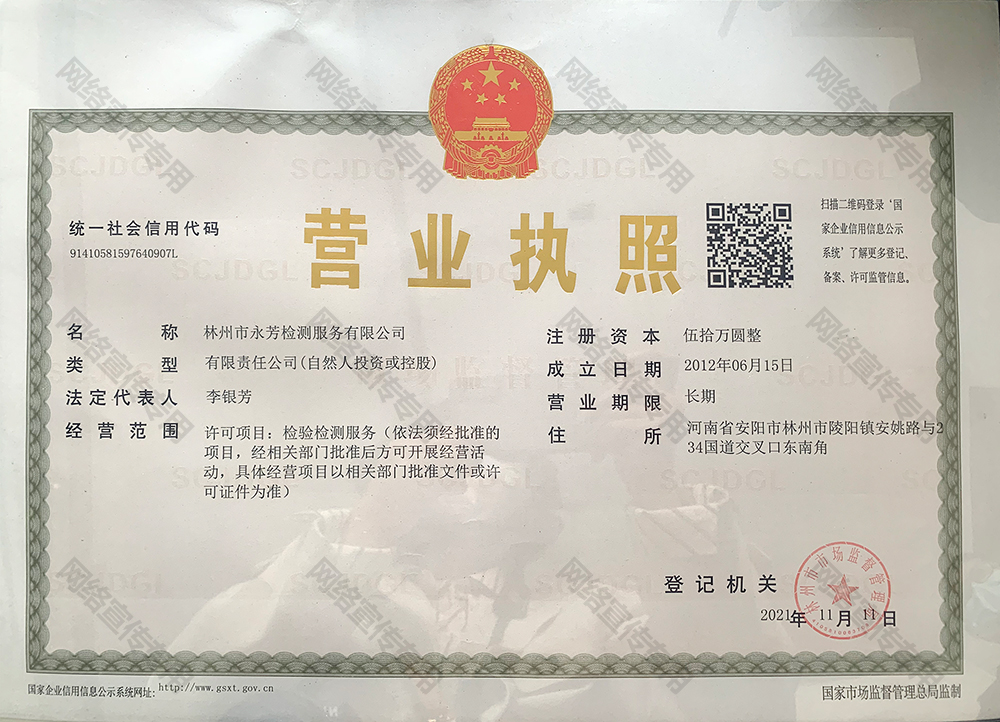 营业执照
统一社会信用代码
91410581597640907L
扫描二维码登录‘国
家企业信用信息公示
系统’了解更多登记、
备案、许可监管信息。
名称 林州市永芳检测服务有限公司
类型 有限责任公司(自然人投资或控股)
法定代表人 李银芳
经营范围 许可项目：检验检测服务（依法须经批准的
项目，经相关部门批准后方可开展经营活
动，具体经营项目以相关部门批准文件或许
可证件为准）
注册资本 伍拾万圆整
成立日期 2012年06月15日
营业期限 长期
住所 河南省安阳市林州市陵阳镇安姚路与2
34国道交叉口东南角
登记机关
林州市市场监督管理局
2021年 11月 11日
国家企业信用信息公示系统网址：http://www.gsxt.gov.cn
国家市场监督管理总局监制
网络宣传专用
SCJDGL